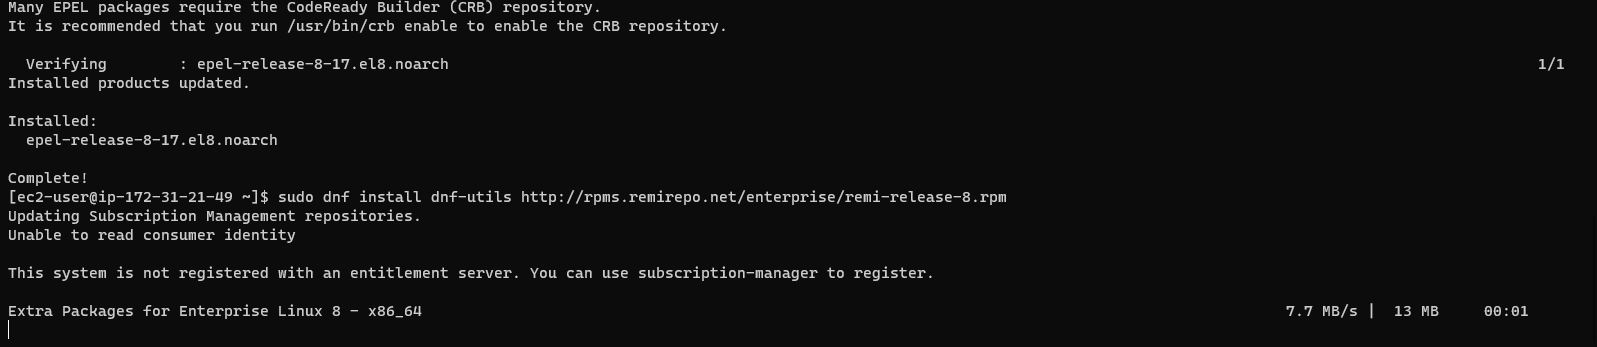 Many EPEL packages require the CodeReady Builder (CRB) repository.
It is recommended that you run /usr/bin/crb enable to enable the CRB repository.
Verifying : epel-release-8-17.el8.noarch 1/1
Installed products updated.
Installed:
epel-release-8-17.el8.noarch
Complete!
[ec2-user@ip-172-31-21-49 ~]$ sudo dnf install dnf-utils http://rpms.remirepo.net/enterprise/remi-release-8.rpm
Updating Subscription Management repositories.
Unable to read consumer identity
This system is not registered with an entitlement server. You can use subscription-manager to register.
Extra Packages for Enterprise Linux 8 - x86_64 7.7 MB/s | 13 MB 00:01